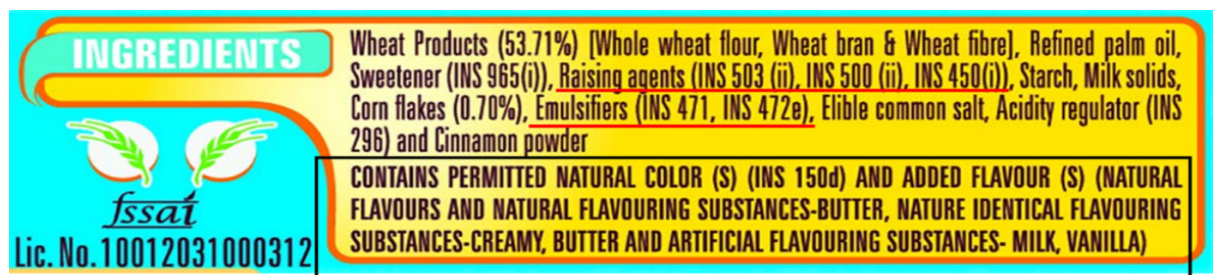 INGREDIENTS
Wheat Products (53.71%) [Whole wheat flour, Wheat bran & Wheat fibre], Refined palm oil,
Sweetener (INS 965(i)), Raising agents (INS 503 (ii), INS 500 (ii), INS 450(i)), Starch, Milk solids,
Corn flakes (0.70%), Emulsifiers (INS 471, INS 472e), Elible common salt, Acidity regulator (INS
296) and Cinnamon powder
CONTAINS PERMITTED NATURAL COLOR (S) (INS 150d) AND ADDED FLAVOUR (S) (NATURAL
FLAVOURS AND NATURAL FLAVOURING SUBSTANCES-BUTTER, NATURE IDENTICAL FLAVOURING
SUBSTANCES-CREAMY, BUTTER AND ARTIFICIAL FLAVOURING SUBSTANCES- MILK, VANILLA)
fssai
Lic. No. 10012031000312